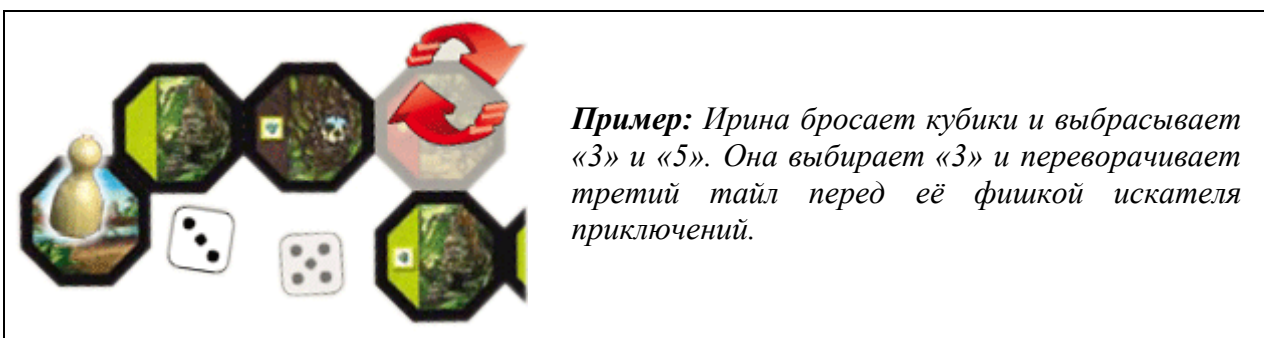 Пример: Ирина бросает кубики и выбрасывает
«3» и «5». Она выбирает «3» и переворачивает
третий тайл перед её фишкой искателя
приключений.